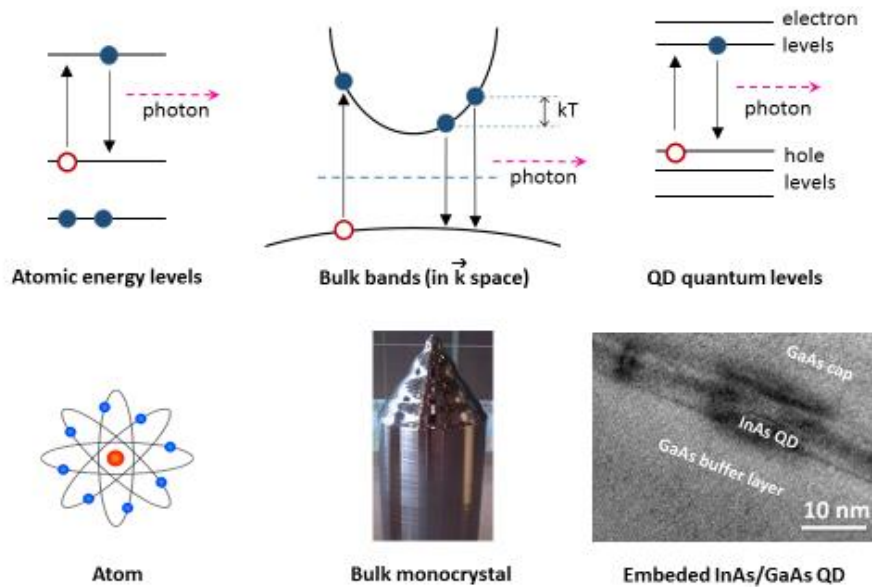 photon
Atomic energy levels
kT
photon
Bulk bands (in k⃗ space)
electron
levels
photon
hole
levels
QD quantum levels
Atom
Bulk monocrystal
GaAs cap
InAs QD
GaAs buffer layer
10 nm
Embeded InAs/GaAs QD